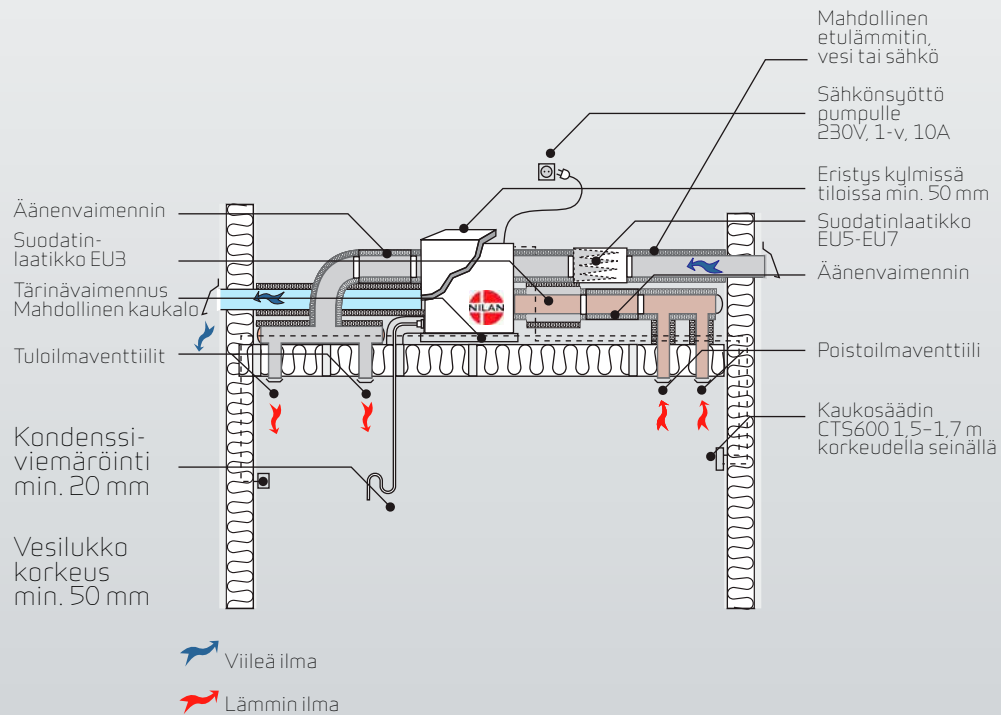 Mahdollinen
etulämmitin,
vesi tai sähkö
Sähkönsyöttö
pumpulle
230V, 1-v, 10A
Eristys kylmissä
tiloissa min. 50 mm
Suodatinlaatikko
EU5-EU7
Äänenvaimennin
Äänenvaimennin
Suodatin-
laatikko EU3
Tärinävaimennus
Mahdollinen kaukalo
NILAN
Tuloilmaventtiilit
Poistoilmaventtiili
Kaukosäädin
CTS600 1,5–1,7 m
korkeudella seinällä
Kondenssi-
viemäröinti
min. 20 mm
Vesilukko
korkeus
min. 50 mm
Viileä ilma
Lämmin ilma